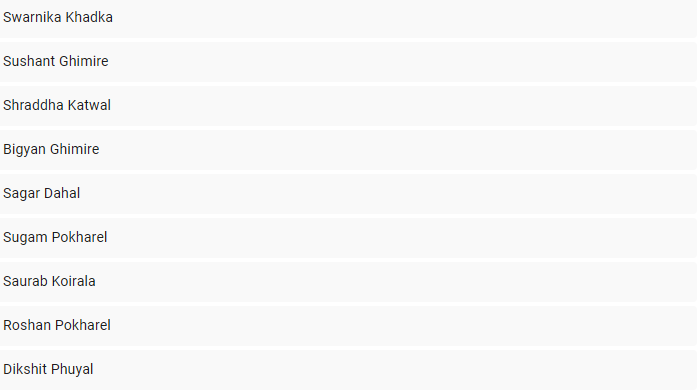 Swarnika Khadka
Sushant Ghimire
Shraddha Katwal
Bigyan Ghimire
Sagar Dahal
Sugam Pokharel
Saurab Koirala
Roshan Pokharel
Dikshit Phuyal